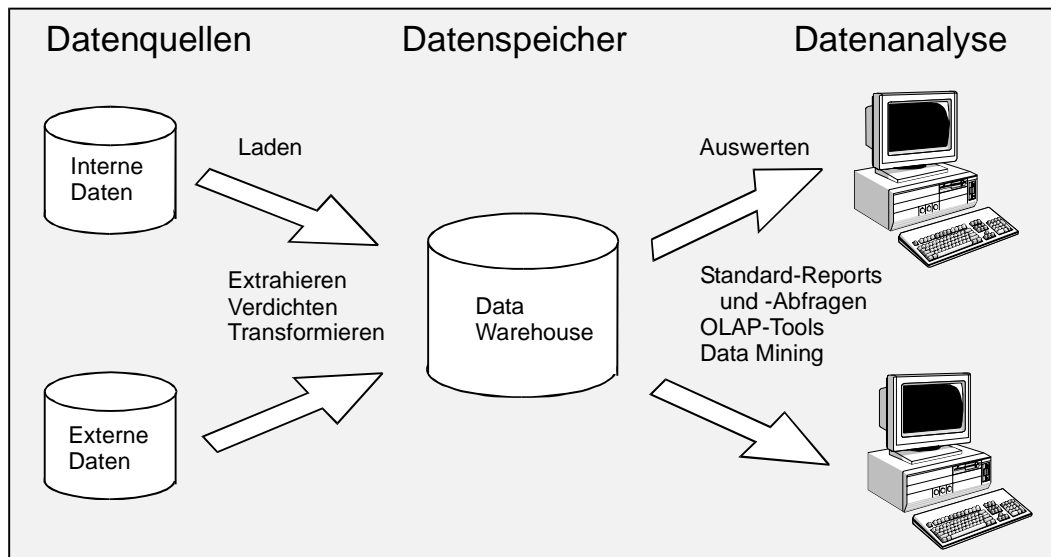 Datenquellen
Datenspeicher
Datenanalyse
Interne
Daten
Laden
Auswerten
Extrahieren
Verdichten
Transformieren
Data
Warehouse
Standard-Reports
und -Abfragen
OLAP-Tools
Data Mining
Externe
Daten